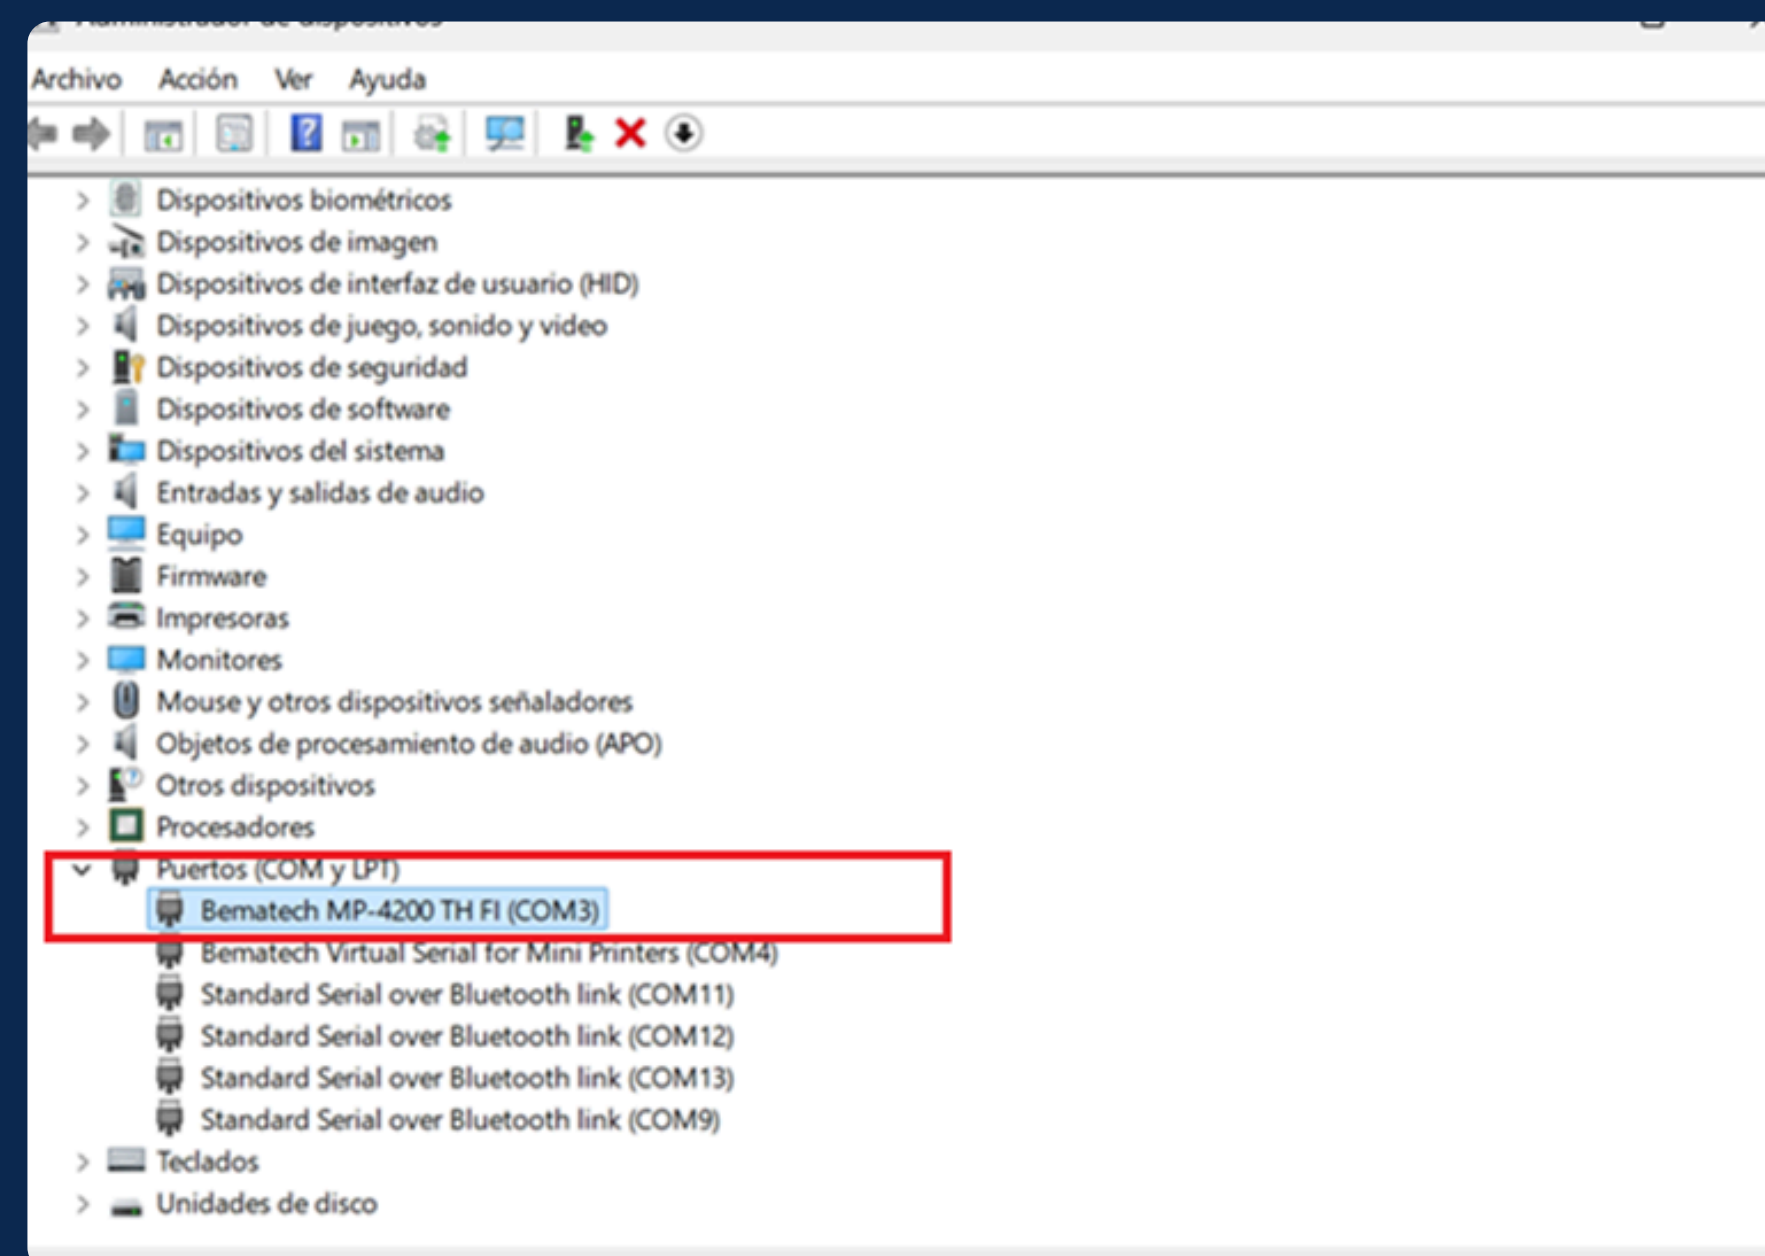 Administrador de dispositivos
Archivo Acción Ver Ayuda
Dispositivos biométricos
Dispositivos de imagen
Dispositivos de interfaz de usuario (HID)
Dispositivos de juego, sonido y video
Dispositivos de seguridad
Dispositivos de software
Dispositivos del sistema
Entradas y salidas de audio
Equipo
Firmware
Impresoras
Monitores
Mouse y otros dispositivos señaladores
Objetos de procesamiento de audio (APO)
Otros dispositivos
Procesadores
Puertos (COM y LPT)
Bematech MP-4200 TH FI (COM3)
Bematech Virtual Serial for Mini Printers (COM4)
Standard Serial over Bluetooth link (COM11)
Standard Serial over Bluetooth link (COM12)
Standard Serial over Bluetooth link (COM13)
Standard Serial over Bluetooth link (COM9)
Teclados
Unidades de disco